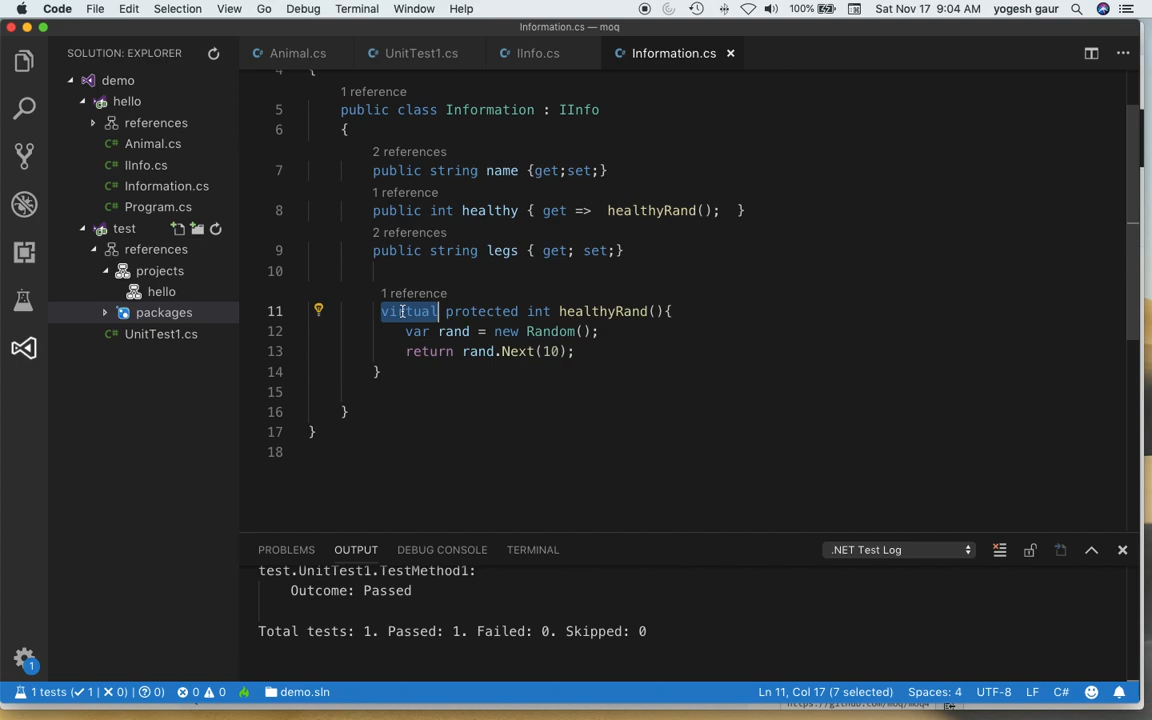 Code File Edit Selection View Go Debug Terminal Window Help 100% Sat Nov 17 9:04 AM yogesh gaur
Information.cs — moq
SOLUTION: EXPLORER
demo
hello
references
C# Animal.cs
C# IInfo.cs
C# Information.cs
C# Program.cs
test
references
projects
hello
packages
C# UnitTest1.cs
1
Animal.cs UnitTest1.cs IInfo.cs Information.cs
4 {
1 reference
5 public class Information : IInfo
6 {
2 references
7 public string name {get;set;}
1 reference
8 public int healthy { get => healthyRand(); }
2 references
9 public string legs { get; set;}
10
1 reference
11 virtual protected int healthyRand(){
12 var rand = new Random();
13 return rand.Next(10);
14 }
15
16 }
17 }
18
PROBLEMS OUTPUT DEBUG CONSOLE TERMINAL .NET Test Log
test.UnitTest1.TestMethod1:
Outcome: Passed
Total tests: 1. Passed: 1. Failed: 0. Skipped: 0
1 tests (✓ 1 | ✕ 0) | ? 0) 0 0 demo.sln Ln 11, Col 17 (7 selected) Spaces: 4 UTF-8 LF C#